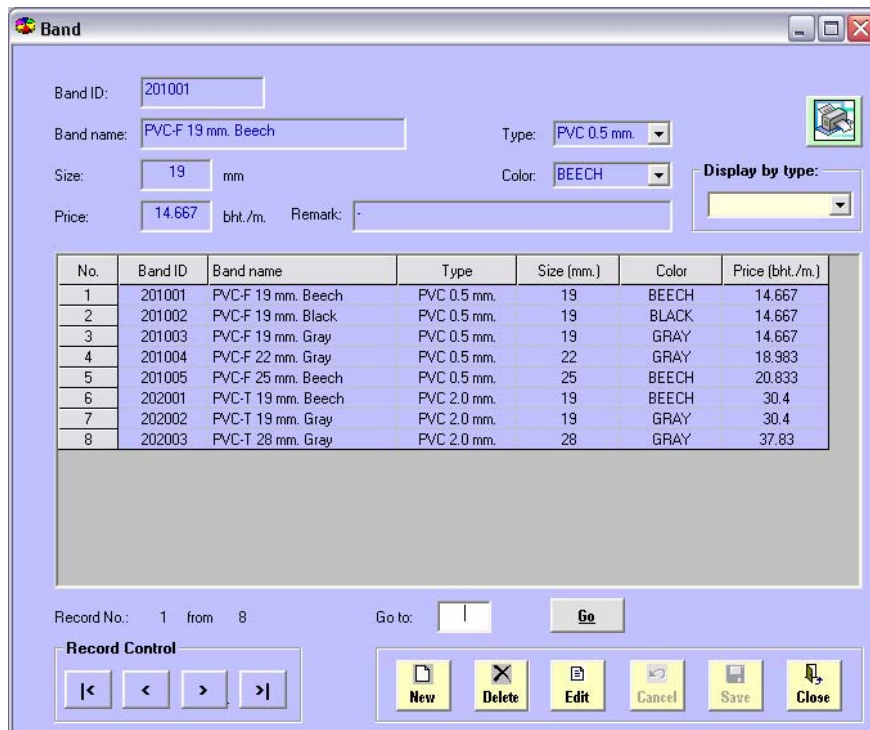 Band
Band ID: 201001
Band name: PVC-F 19 mm. Beech Type: PVC 0.5 mm.
Size: 19 mm Color: BEECH Display by type:
Price: 14.667 bht./m. Remark: -
No. Band ID Band name Type Size (mm.) Color Price (bht./m.)
1 201001 PVC-F 19 mm. Beech PVC 0.5 mm. 19 BEECH 14.667
2 201002 PVC-F 19 mm. Black PVC 0.5 mm. 19 BLACK 14.667
3 201003 PVC-F 19 mm. Gray PVC 0.5 mm. 19 GRAY 14.667
4 201004 PVC-F 22 mm. Gray PVC 0.5 mm. 22 GRAY 18.983
5 201005 PVC-F 25 mm. Beech PVC 0.5 mm. 25 BEECH 20.833
6 202001 PVC-T 19 mm. Beech PVC 2.0 mm. 19 BEECH 30.4
7 202002 PVC-T 19 mm. Gray PVC 2.0 mm. 19 GRAY 30.4
8 202003 PVC-T 28 mm. Gray PVC 2.0 mm. 28 GRAY 37.83
Record No.: 1 from 8 Go to: Go
Record Control
|< < > >| New Delete Edit Cancel Save Close